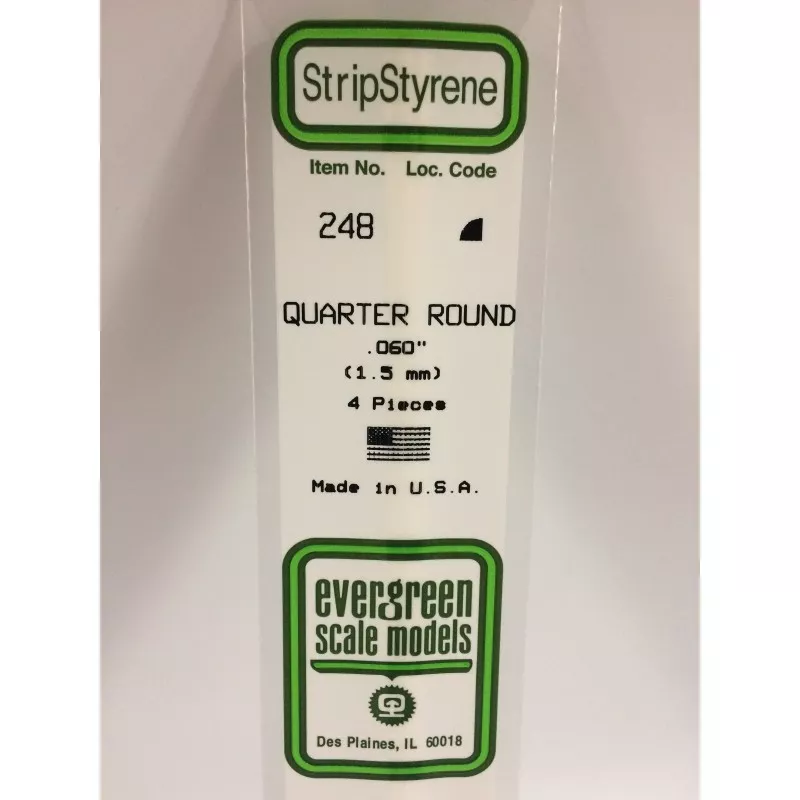 StripStyrene
Item No. Loc. Code
248
QUARTER ROUND
.060"
(1.5 mm)
4 Pieces
Made in U.S.A.
evergreen
scale models
Des Plaines, IL 60018